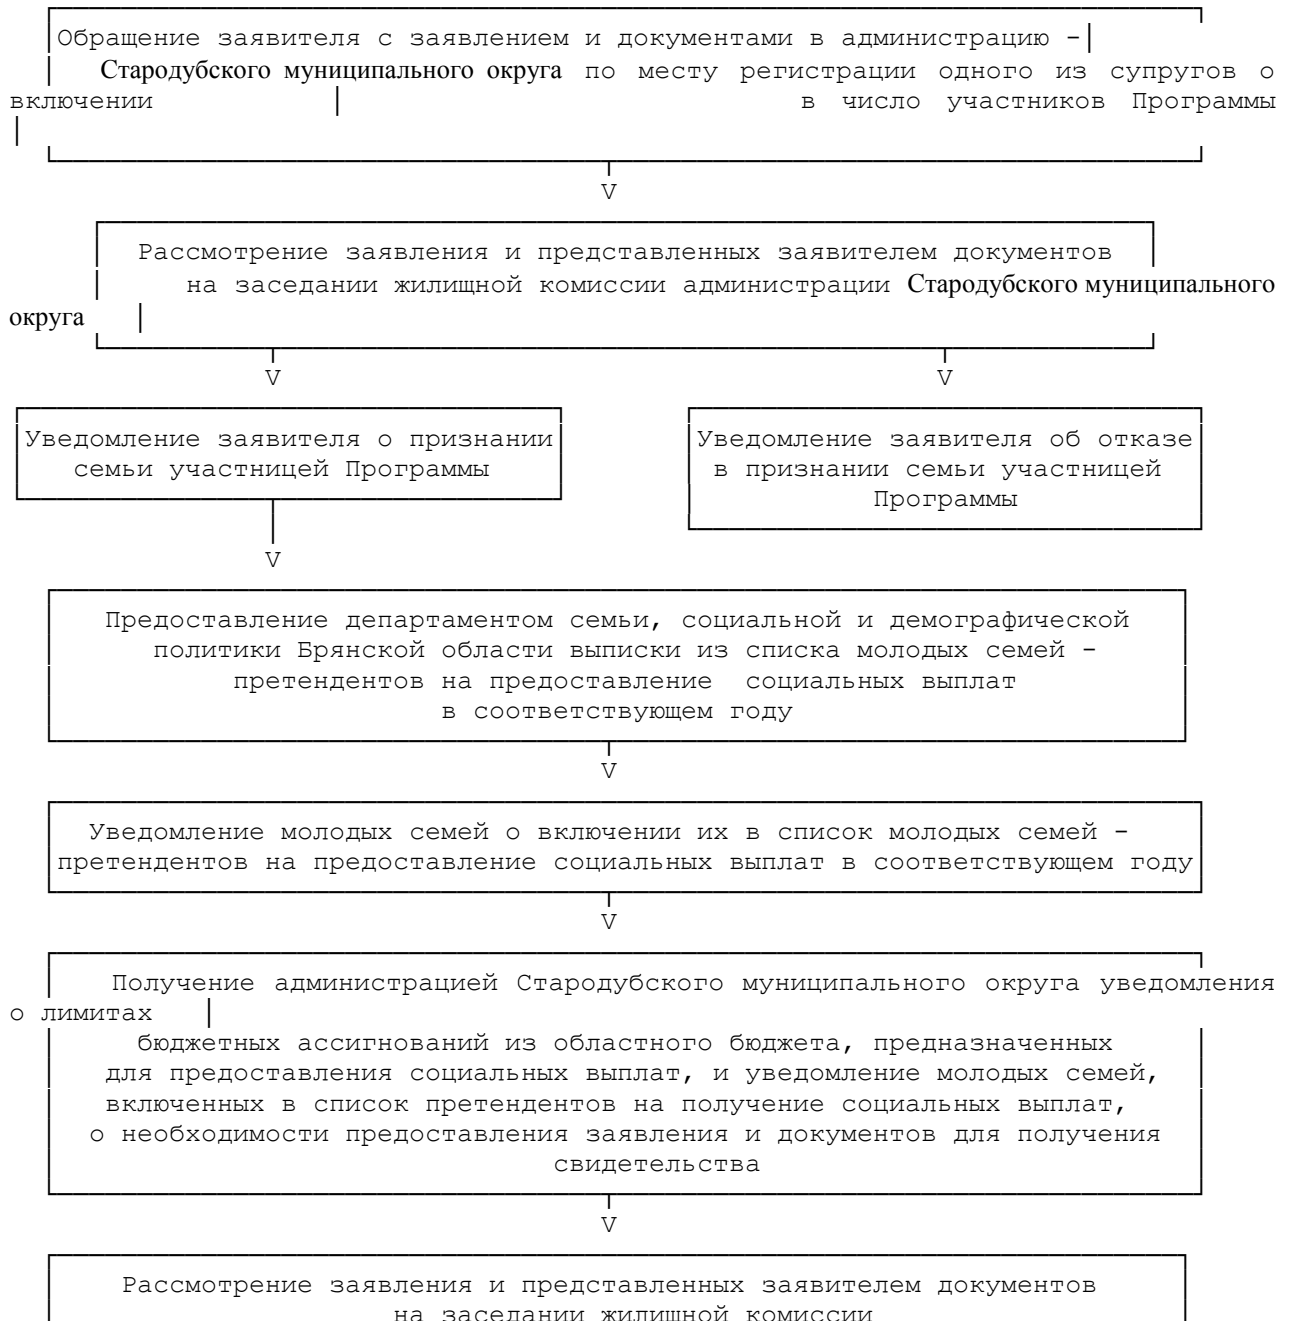 Обращение заявителя с заявлением и документами в администрацию -
Стародубского муниципального округа по месту регистрации одного из супругов о
включении в число участников Программы
V
Рассмотрение заявления и представленных заявителем документов
на заседании жилищной комиссии администрации Стародубского муниципального
округа
V V
Уведомление заявителя о признании
семьи участницей Программы
Уведомление заявителя об отказе
в признании семьи участницей
Программы
V
Предоставление департаментом семьи, социальной и демографической
политики Брянской области выписки из списка молодых семей -
претендентов на предоставление социальных выплат
в соответствующем году
V
Уведомление молодых семей о включении их в список молодых семей -
претендентов на предоставление социальных выплат в соответствующем году
V
Получение администрацией Стародубского муниципального округа уведомления
о лимитах
бюджетных ассигнований из областного бюджета, предназначенных
для предоставления социальных выплат, и уведомление молодых семей,
включенных в список претендентов на получение социальных выплат,
о необходимости предоставления заявления и документов для получения
свидетельства
V
Рассмотрение заявления и представленных заявителем документов
на заседании жилищной комиссии